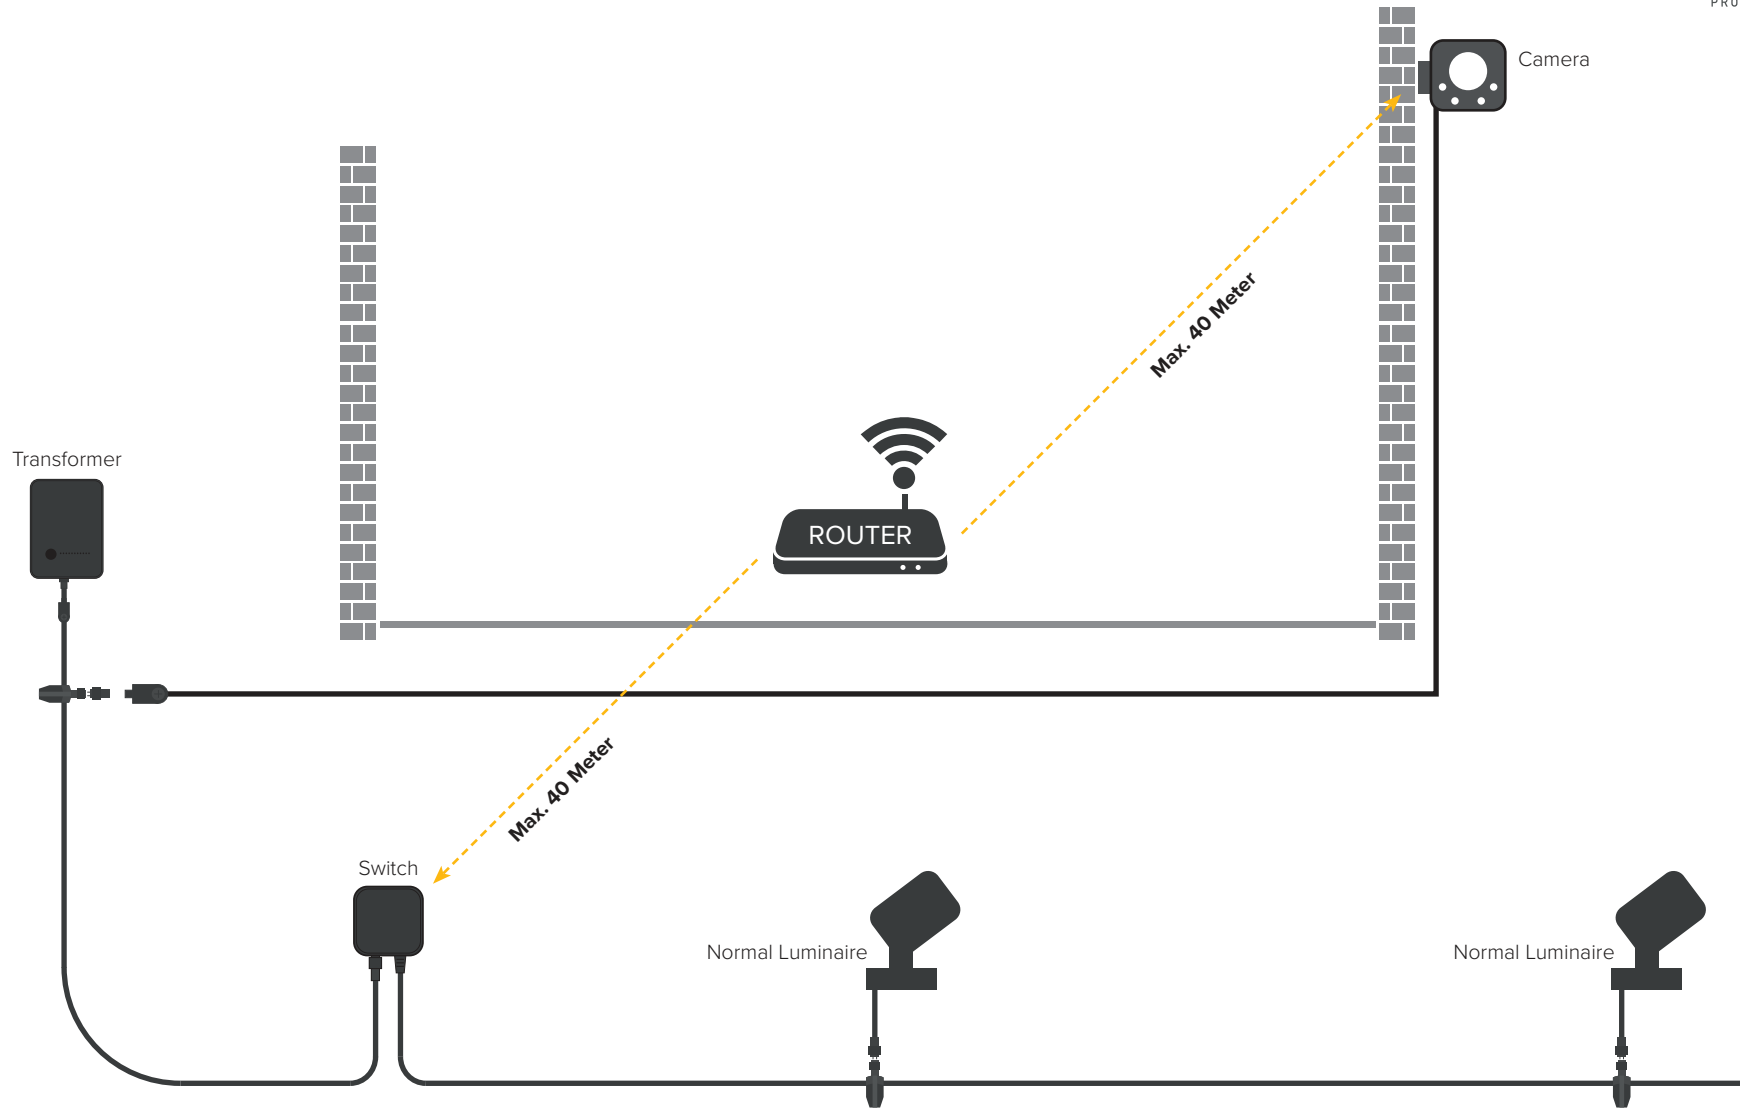 Camera
Max. 40 Meter
Transformer
ROUTER
Max. 40 Meter
Switch
Normal Luminaire
Normal Luminaire